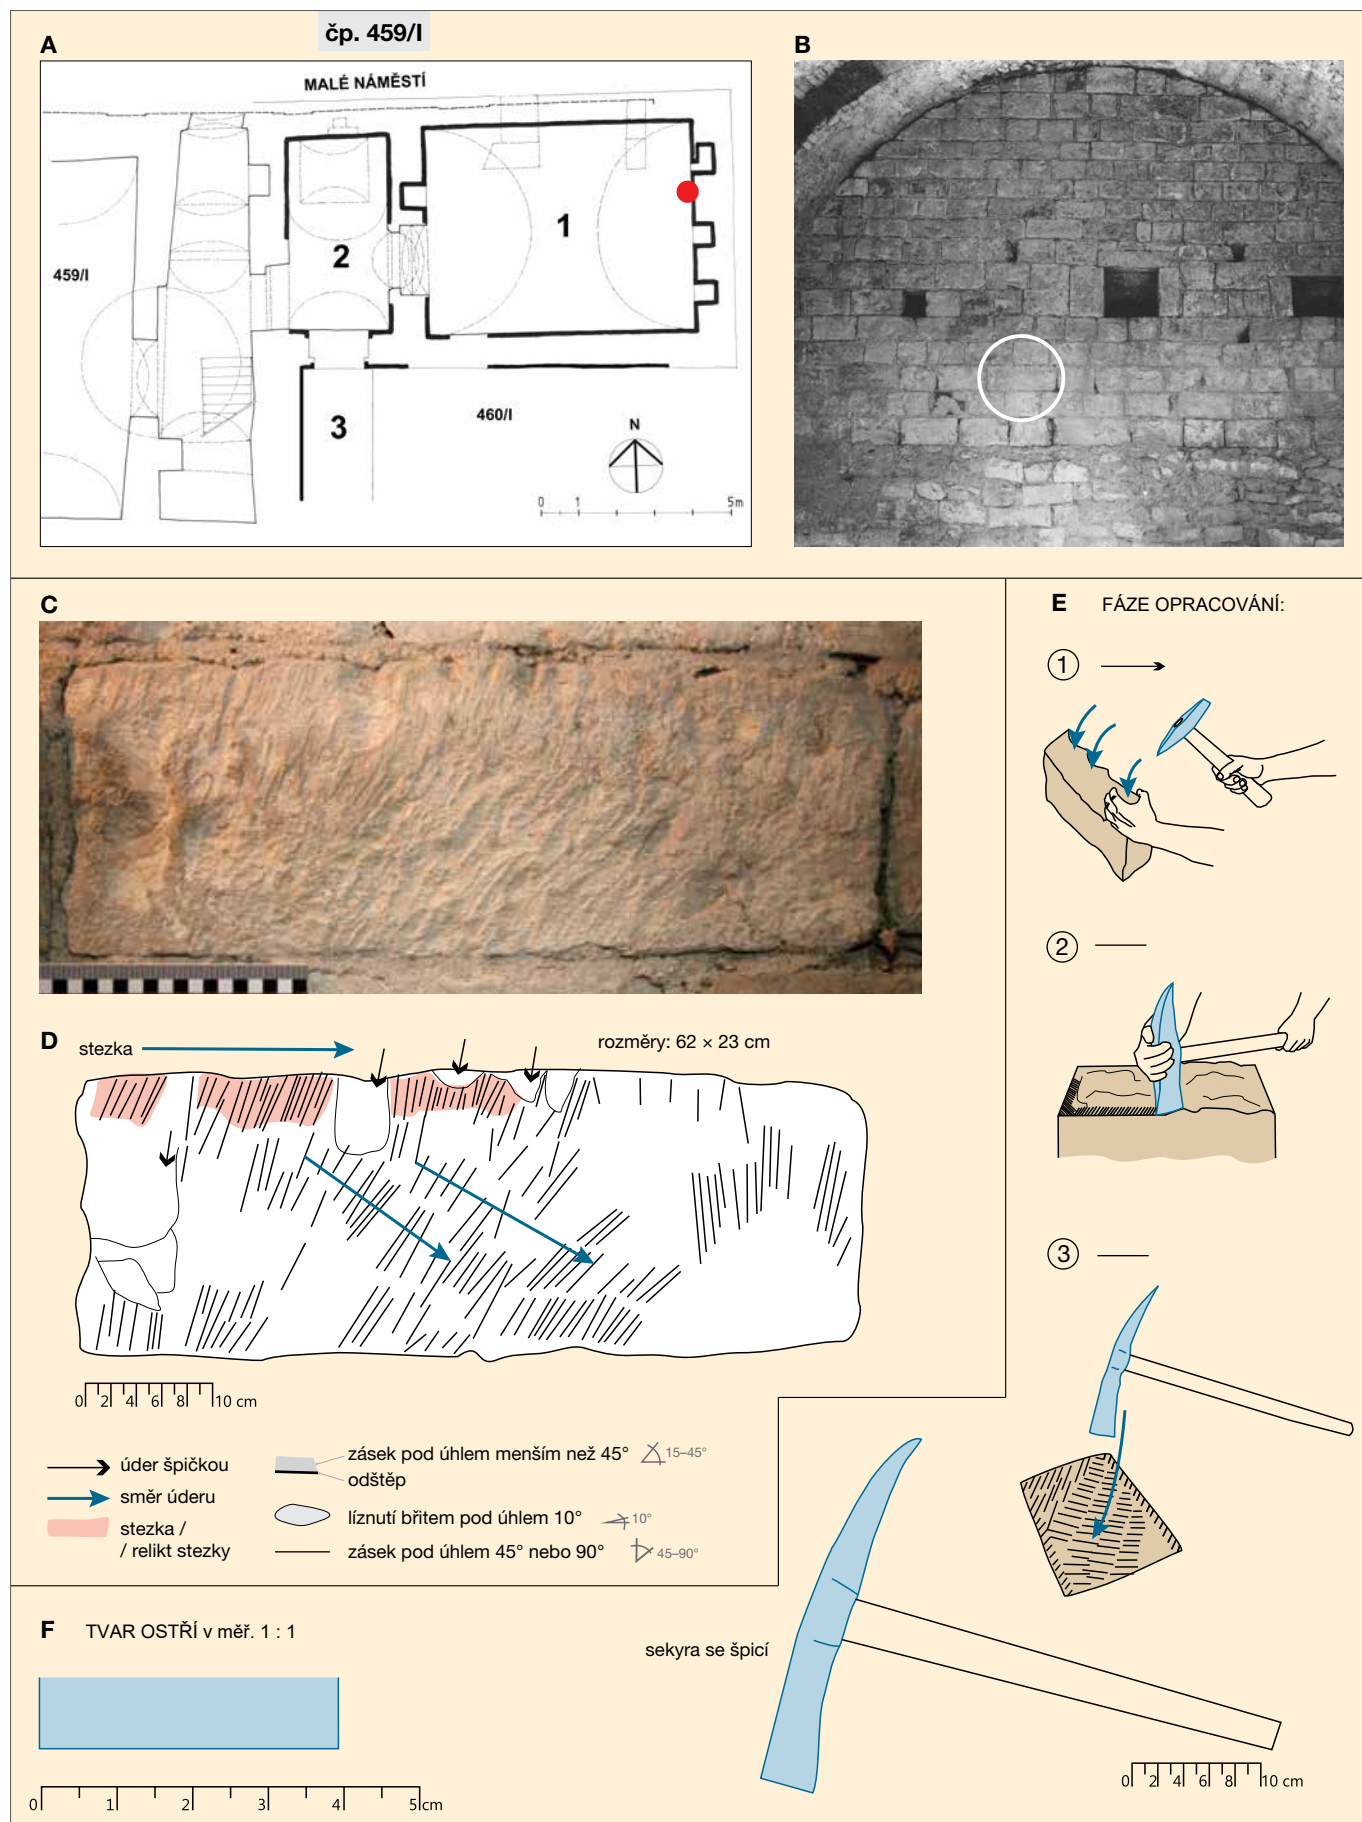 čp. 459/I
A
MALÉ NÁMĚSTÍ
459/I
1
2
3
460/I
N
0 1 5m
B
C
D
stezka
rozměry: 62 × 23 cm
0 2 4 6 8 10 cm
úder špičkou
směr úderu
stezka /
/ relikt stezky
zásek pod úhlem menším než 45° 15–45°
odštěp
líznutí břitem pod úhlem 10° 10°
zásek pod úhlem 45° nebo 90° 45–90°
E FÁZE OPRACOVÁNÍ:
1
2
3
sekyra se špicí
0 2 4 6 8 10 cm
F TVAR OSTŘÍ v měř. 1 : 1
0 1 2 3 4 5 cm